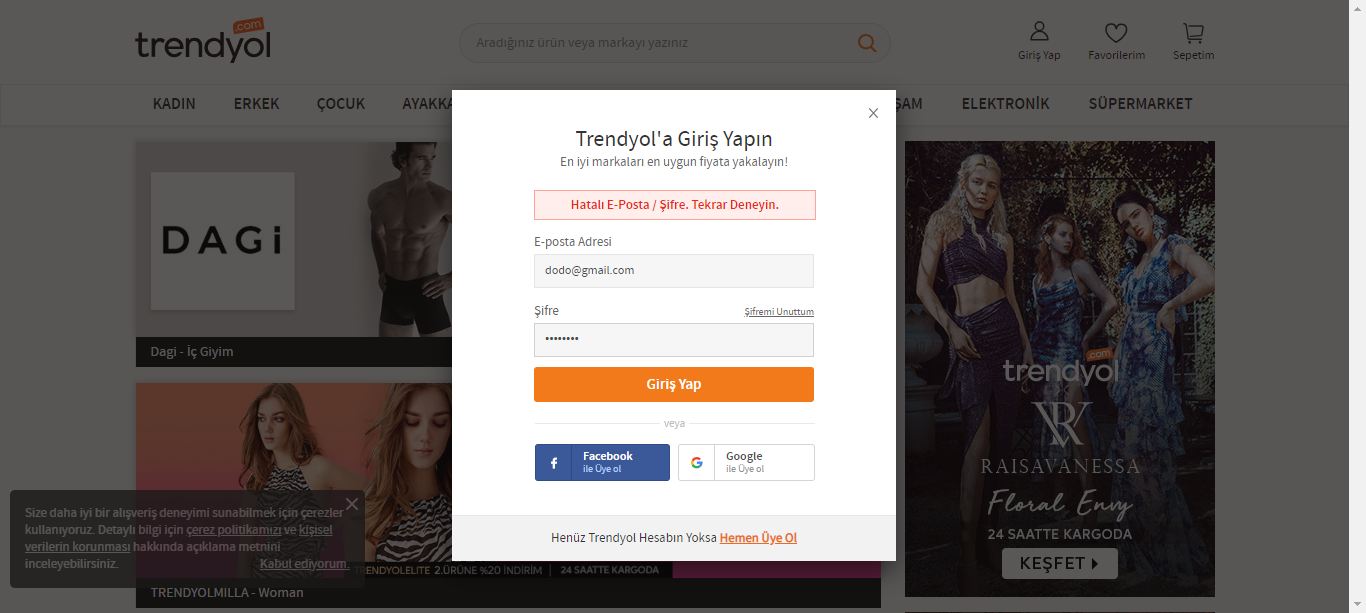 trendyol
.com
Aradığınız ürün veya markayı yazınız
Giriş Yap
Favorilerim
Sepetim
KADIN
ERKEK
ÇOCUK
AYAKKA
ŞAM
ELEKTRONİK
SÜPERMARKET
DAGi
Dagi - İç Giyim
Trendyol'a Giriş Yapın
En iyi markaları en uygun fiyata yakalayın!
Hatalı E-Posta / Şifre. Tekrar Deneyin.
E-posta Adresi
dodo@gmail.com
Şifre
Şifremi Unuttum
••••••••
Giriş Yap
veya
Facebook
ile Üye ol
Google
ile Üye ol
Henüz Trendyol Hesabın Yoksa Hemen Üye Ol
.com
trendyol
RV
RAISAVANESSA
Floral Envy
24 SAATTE KARGODA
KEŞFET
Size daha iyi bir alışveriş deneyimi sunabilmek için çerezler
kullanıyoruz. Detaylı bilgi için çerez politikamızı ve kişisel
verilerin korunması hakkında açıklama metnini
inceleyebilirsiniz.
Kabul ediyorum.
TRENDYOLELITE 2.ÜRÜNE %20 İNDİRİM | 24 SAATTE KARGODA
TRENDYOLMİLLA - Woman